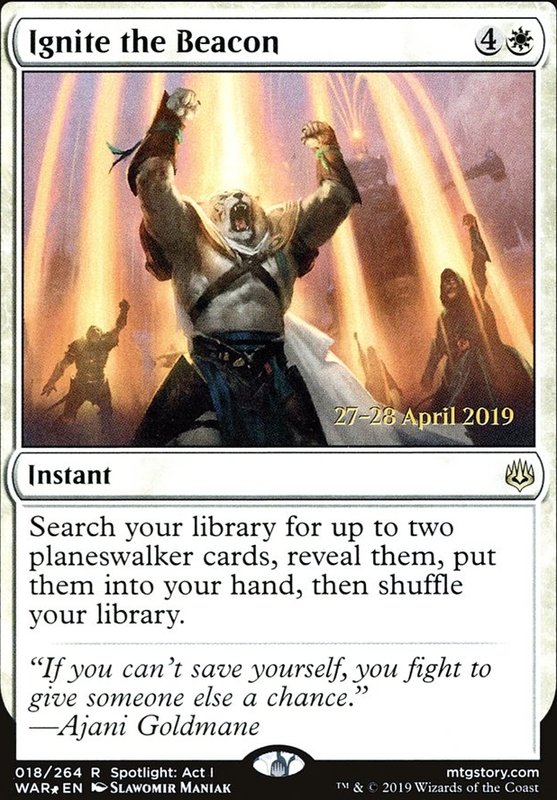 Ignite the Beacon 4
27–28 April 2019
Instant
Search your library for up to two
planeswalker cards, reveal them, put
them into your hand, then shuffle
your library.
“If you can’t save yourself, you fight to
give someone else a chance.”
—Ajani Goldmane
018/264 R Spotlight: Act I
mtgstory.com
WAR★EN Slawomir Maniak
™ & © 2019 Wizards of the Coast